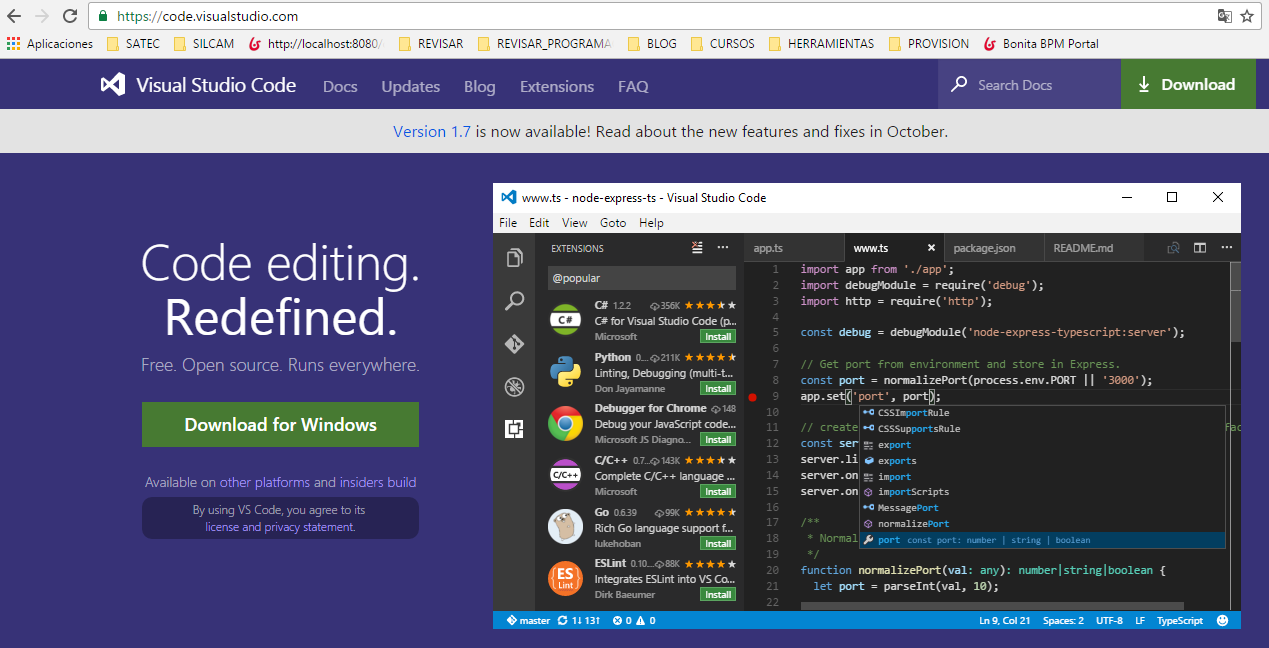 https://code.visualstudio.com
Aplicaciones SATEC SILCAM http://localhost:8080/ REVISAR REVISAR_PROGRAMA BLOG CURSOS HERRAMIENTAS PROVISION Bonita BPM Portal
Visual Studio Code Docs Updates Blog Extensions FAQ Search Docs Download
Version 1.7 is now available! Read about the new features and fixes in October.
Code editing.
Redefined.
Free. Open source. Runs everywhere.
Download for Windows
Available on other platforms and insiders build
By using VS Code, you agree to its
license and privacy statement.
www.ts - node-express-ts - Visual Studio Code
File Edit View Goto Help
EXTENSIONS
@popular
C# 1.2.2 356K
C# for Visual Studio Code (p...
Microsoft Install
Python 0... 211K
Linting, Debugging (multi-t...
Don Jayamanne Install
Debugger for Chrome 148
Debug your JavaScript code...
Microsoft JS Diagno... Install
C/C++ 0.7... 143K
Complete C/C++ language ...
Microsoft Install
Go 0.6.39 99K
Rich Go language support f...
lukehoban Install
ESLint 0.10... 88K
Integrates ESLint into VS Co...
Dirk Baeumer Install
C#
C/C++
ES
Lint
app.ts www.ts package.json README.md
1 import app from './app';
2 import debugModule = require('debug');
3 import http = require('http');
4
5 const debug = debugModule('node-express-typescript:server');
6
7 // Get port from environment and store in Express.
8 const port = normalizePort(process.env.PORT || '3000');
9 app.set('port', port);
10
11 // create fac
12 const ser
13 server.li
14 server.on
15 server.on
16
17 /**
18 * Normal
19 */
20 function normalizePort(val: any): number|string|boolean {
21 let port = parseInt(val, 10);
22
CSSImportRule
CSSSupportsRule
export
exports
import
importScripts
MessagePort
normalizePort
port const port: number | string | boolean
master 1↓ 13↑ 0 0 Ln 9, Col 21 Spaces: 2 UTF-8 LF TypeScript